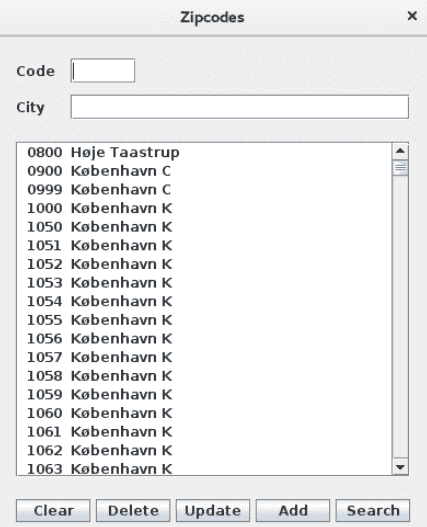 Zipcodes ×
Code
City
0800 Høje Taastrup
0900 København C
0999 København C
1000 København K
1050 København K
1051 København K
1052 København K
1053 København K
1054 København K
1055 København K
1056 København K
1057 København K
1058 København K
1059 København K
1060 København K
1061 København K
1062 København K
1063 København K
Clear Delete Update Add Search